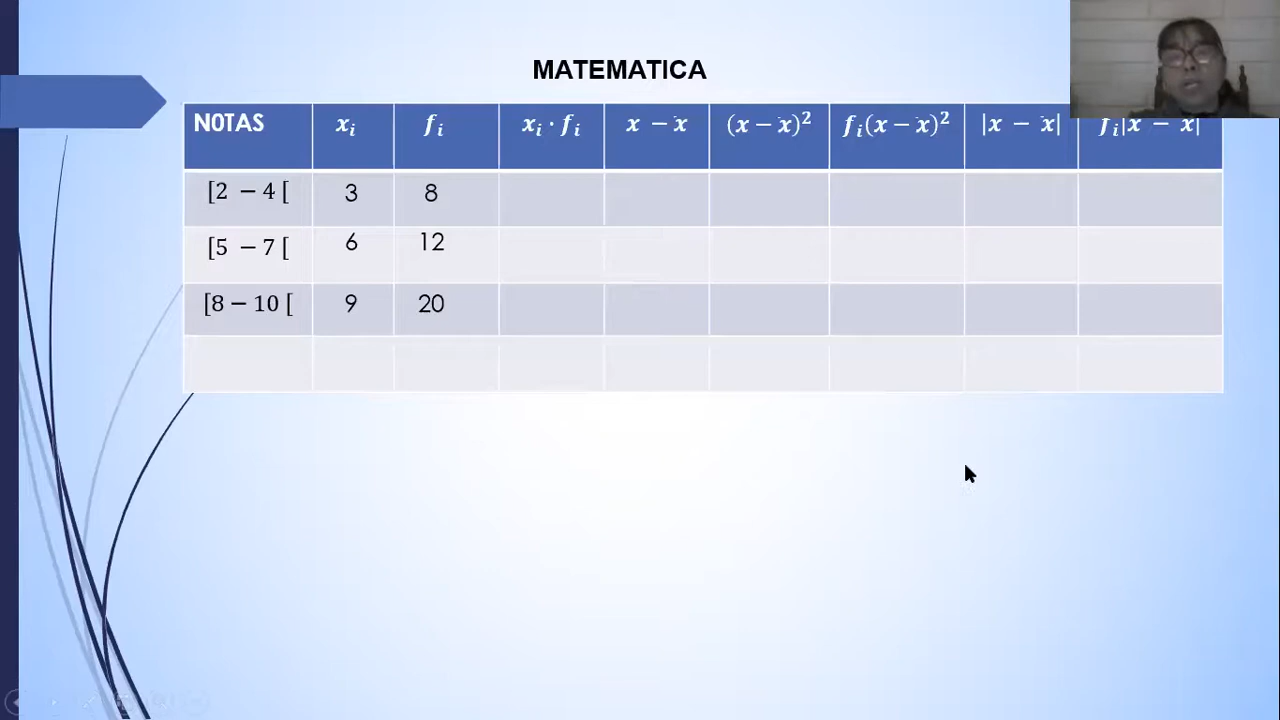 MATEMATICA
NOTAS xᵢ fᵢ xᵢ · fᵢ x − ẋ (x − ẋ)² fᵢ(x − ẋ)² |x − ẋ| fᵢ|x − ẋ|
[2 − 4 [ 3 8
[5 − 7 [ 6 12
[8 − 10 [ 9 20